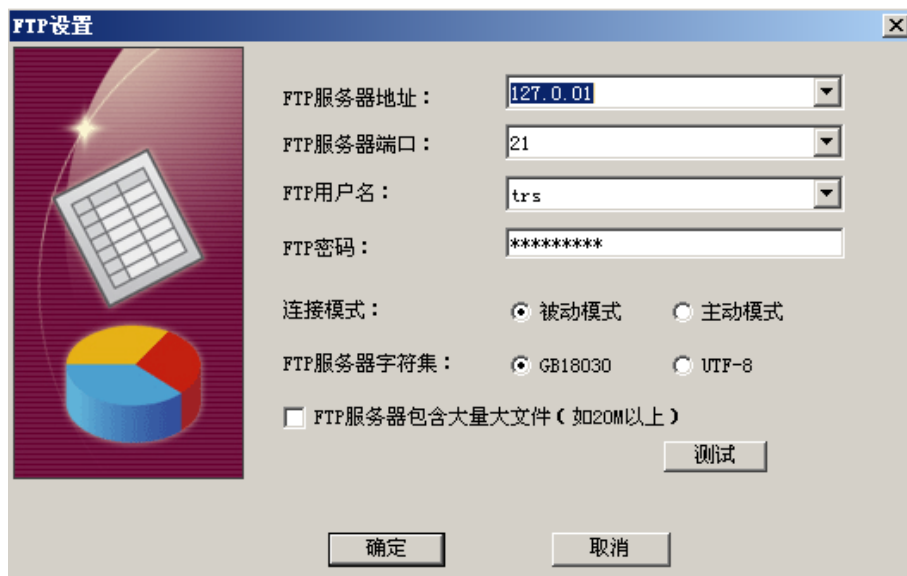 FTP设置
FTP服务器地址： 127.0.01
FTP服务器端口： 21
FTP用户名： trs
FTP密码： *********
连接模式： 被动模式 主动模式
FTP服务器字符集： GB18030 UTF-8
FTP服务器包含大量大文件(如20M以上)
测试
确定 取消